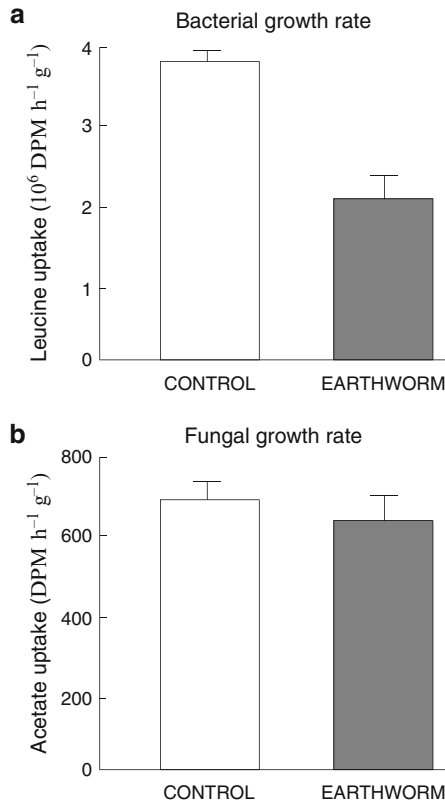 a
Bacterial growth rate
Leucine uptake (10⁶ DPM h⁻¹ g⁻¹)
4
3
2
1
0
CONTROL EARTHWORM
b
Fungal growth rate
Acetate uptake (DPM h⁻¹ g⁻¹)
800
600
400
200
0
CONTROL EARTHWORM